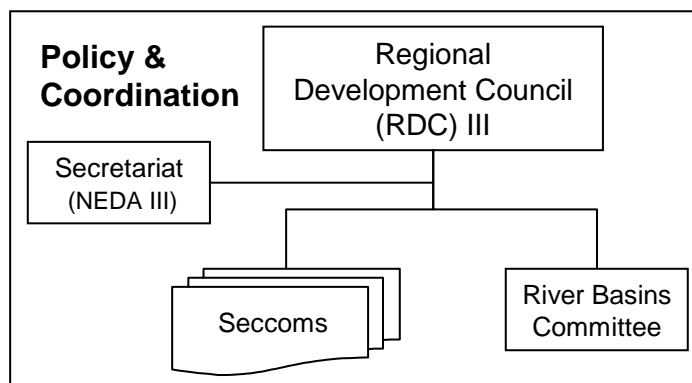 Policy &
Coordination
Regional
Development Council
(RDC) III
Secretariat
(NEDA III)
Seccoms
River Basins
Committee